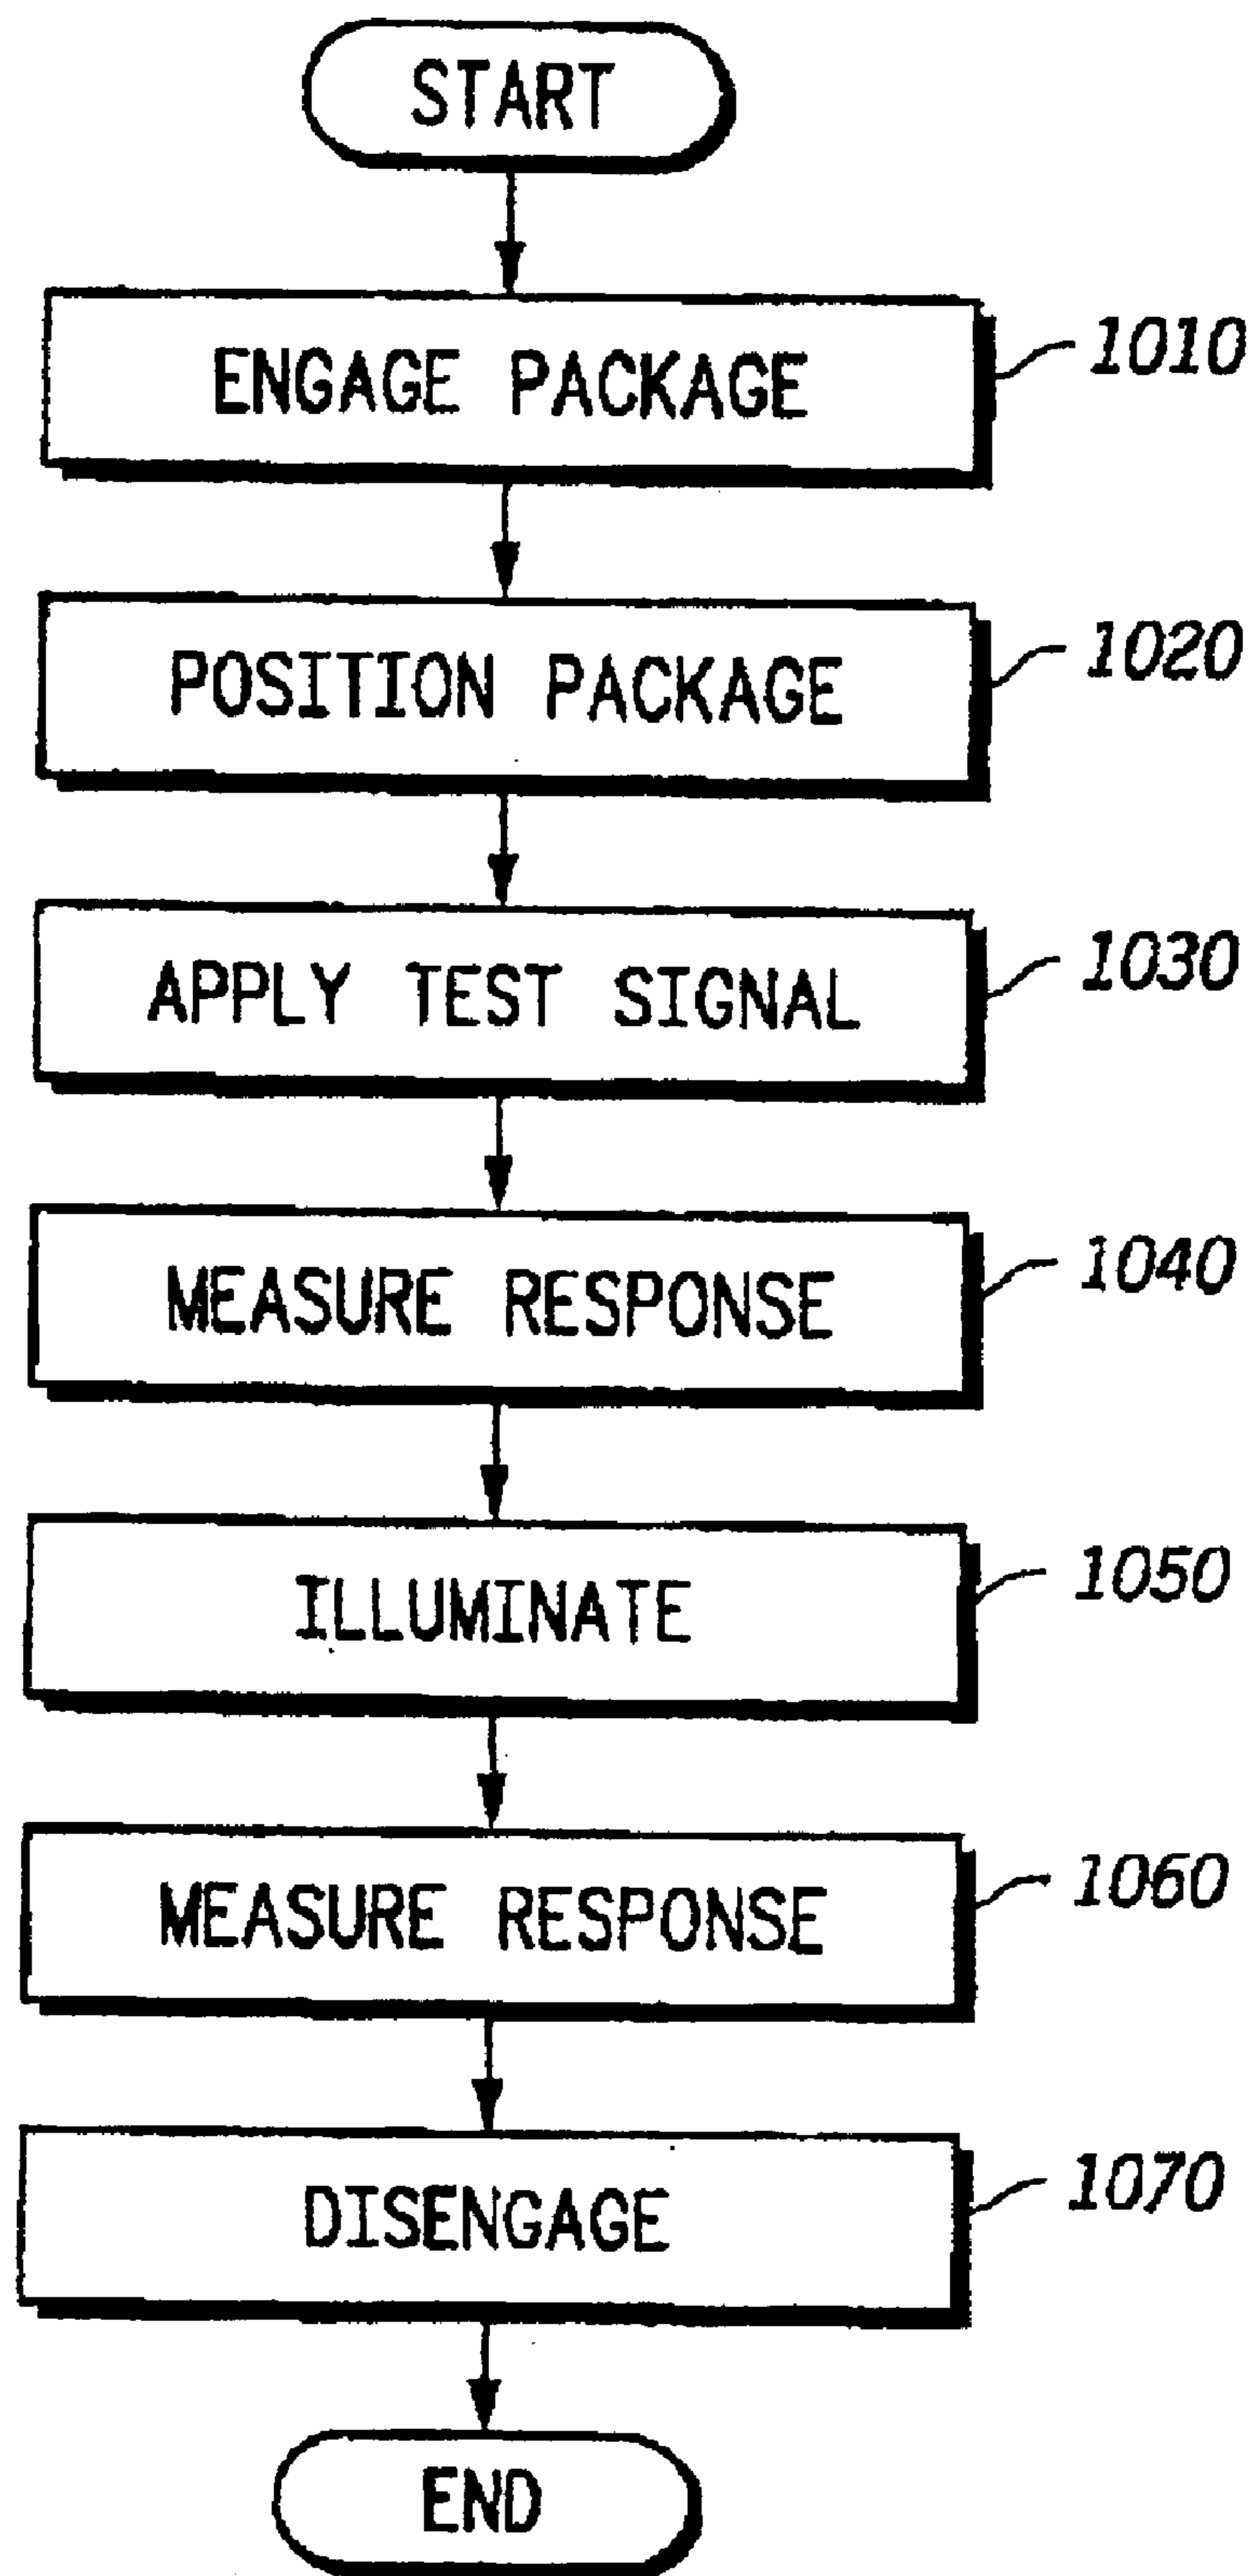 START
ENGAGE PACKAGE 1010
POSITION PACKAGE 1020
APPLY TEST SIGNAL 1030
MEASURE RESPONSE 1040
ILLUMINATE 1050
MEASURE RESPONSE 1060
DISENGAGE 1070
END